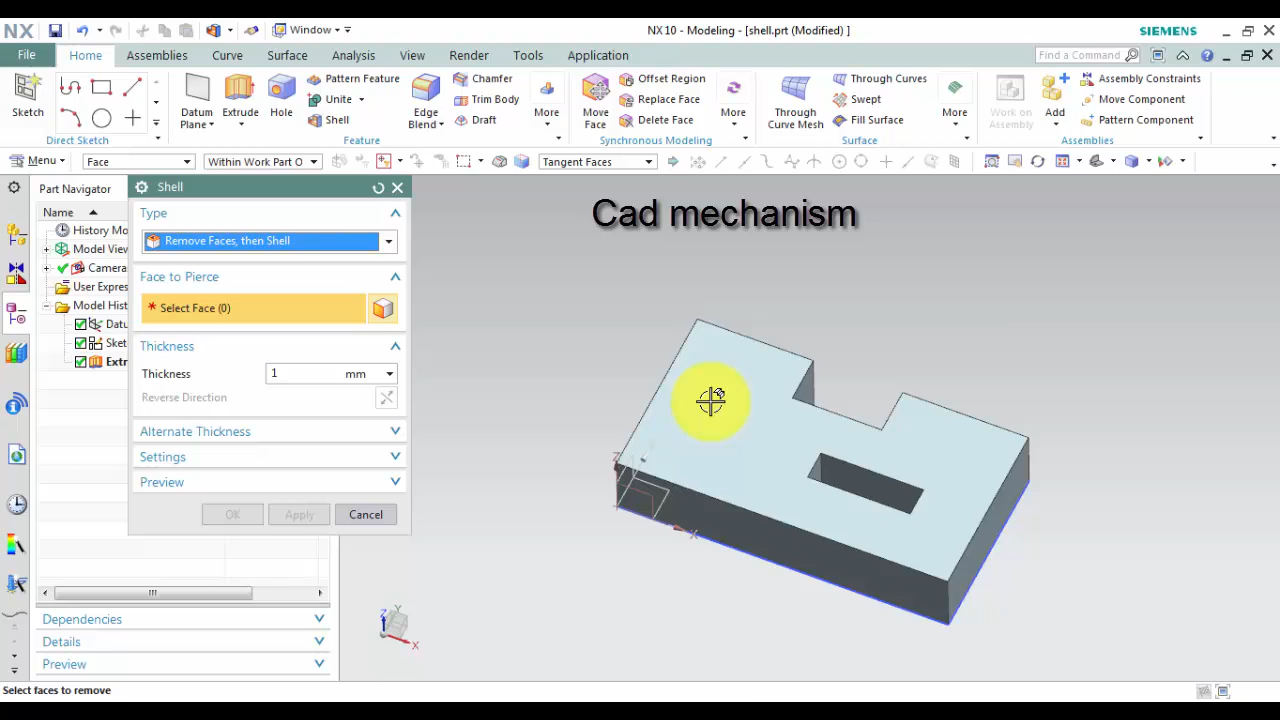 NX
Window
NX 10 - Modeling - [shell.prt (Modified) ]
SIEMENS
File
Home
Assemblies
Curve
Surface
Analysis
View
Render
Tools
Application
Find a Command
Sketch
Direct Sketch
Datum Plane
Extrude
Hole
Pattern Feature
Unite
Shell
Edge Blend
Chamfer
Trim Body
Draft
More
Feature
Move Face
Offset Region
Replace Face
Delete Face
More
Synchronous Modeling
Through Curve Mesh
Through Curves
Swept
Fill Surface
More
Surface
Work on Assembly
Add
Assembly Constraints
Move Component
Pattern Component
Assemblies
Menu
Face
Within Work Part O
Tangent Faces
Part Navigator
Name
History Mo
Model View
Camera
User Expres
Model Hist
Datu
Sket
Extr
Dependencies
Details
Preview
Shell
Type
Remove Faces, then Shell
Face to Pierce
* Select Face (0)
Thickness
Thickness
1
mm
Reverse Direction
Alternate Thickness
Settings
Preview
OK
Apply
Cancel
Cad mechanism
Z
X
Y
Z
X
Select faces to remove